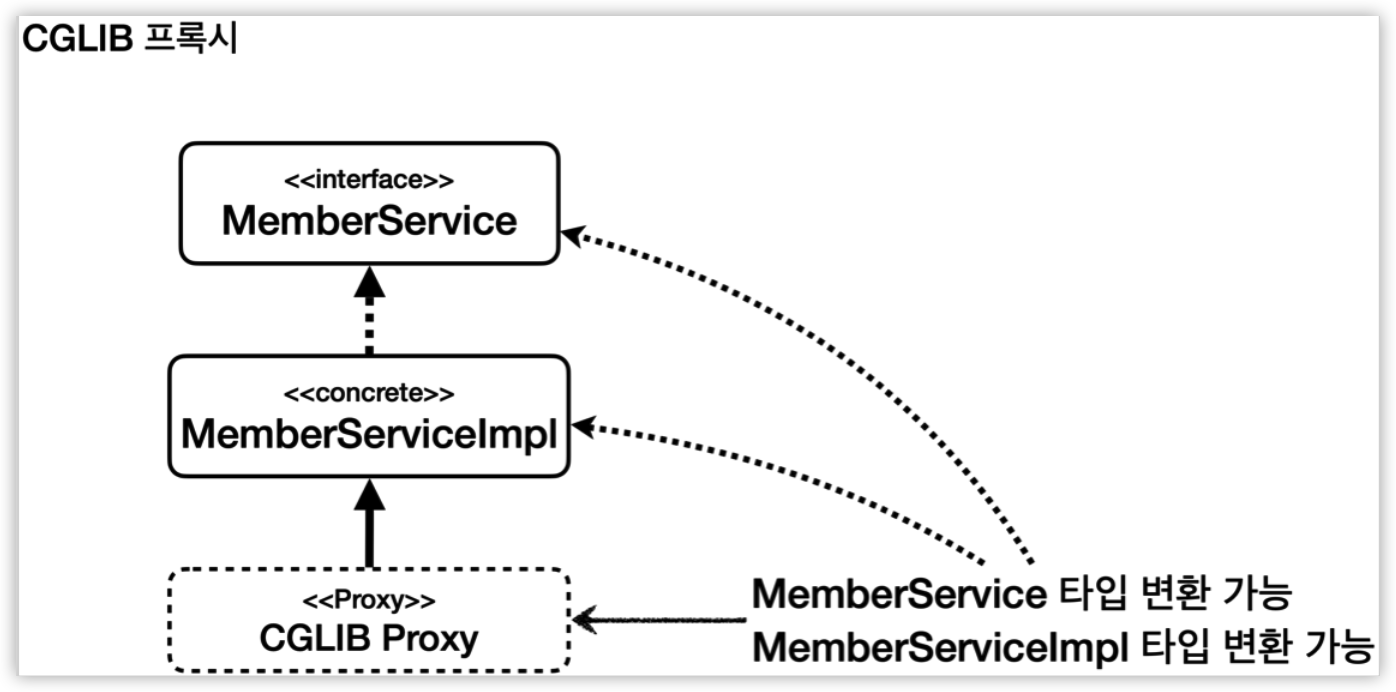 CGLIB 프록시
<<interface>>
MemberService
<<concrete>>
MemberServiceImpl
<<Proxy>>
CGLIB Proxy
MemberService 타입 변환 가능
MemberServiceImpl 타입 변환 가능